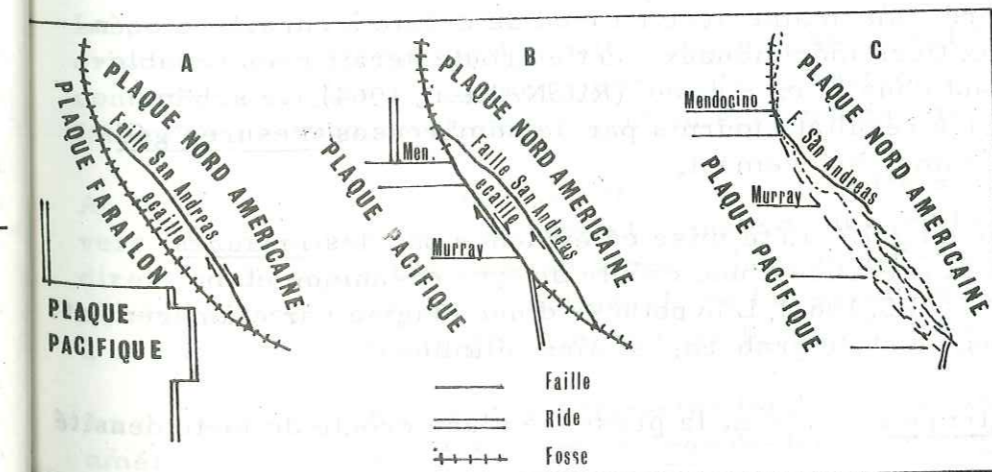 A
PLAQUE NORD AMERICAINE
Faille San Andreas
ecaille
PLAQUE FARALLON
PLAQUE
PACIFIQUE
B
PLAQUE NORD AMERICAINE
Faille San Andreas
ecaille
Men.
Murray
PLAQUE PACIFIQUE
C
PLAQUE NORD AMERICAINE
Mendocino
F. San Andreas
Murray
PLAQUE PACIFIQUE
Faille
Ride
Fosse